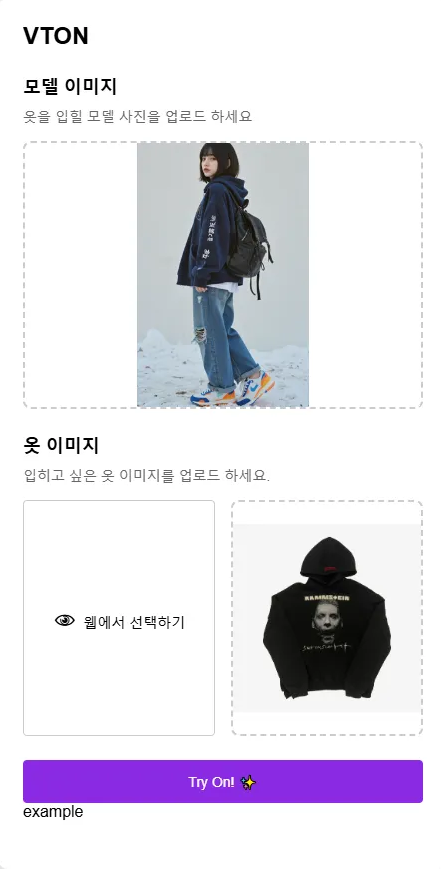 VTON
모델 이미지
옷을 입힐 모델 사진을 업로드 하세요
옷 이미지
입히고 싶은 옷 이미지를 업로드 하세요.
웹에서 선택하기
RAMMSTEIN
Try On! ✨
example